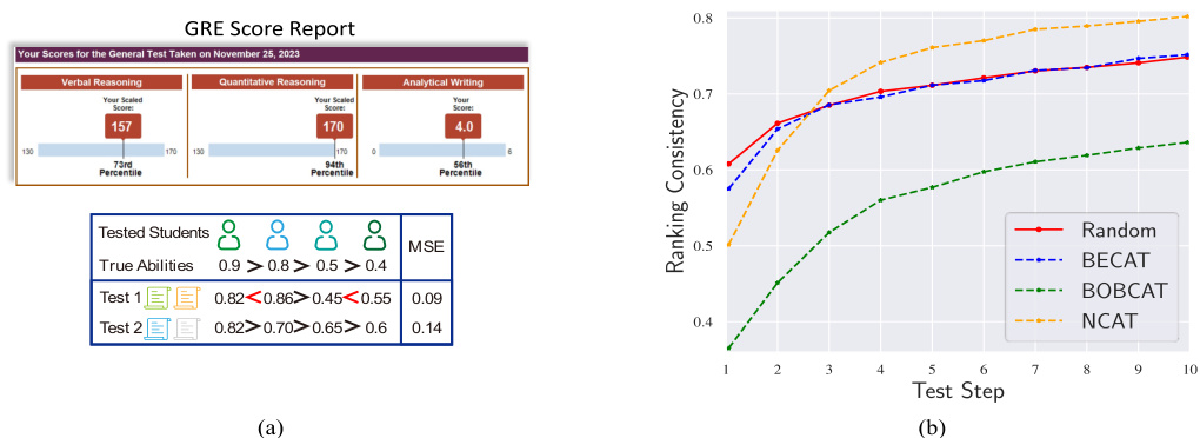 GRE Score Report
Your Scores for the General Test Taken on November 25, 2023
Verbal Reasoning
Quantitative Reasoning
Analytical Writing
Your Scaled Score:
157
130
170
73rd Percentile
Your Scaled Score:
170
130
170
94th Percentile
Your Score:
4.0
0
6
56th Percentile
Tested Students
MSE
True Abilities 0.9 > 0.8 > 0.5 > 0.4
Test 1 0.82 < 0.86 > 0.45 < 0.55 0.09
Test 2 0.82 > 0.70 > 0.65 > 0.6 0.14
(a)
Ranking Consistency
0.8
0.7
0.6
0.5
0.4
Random
BECAT
BOBCAT
NCAT
1 2 3 4 5 6 7 8 9 10
Test Step
(b)